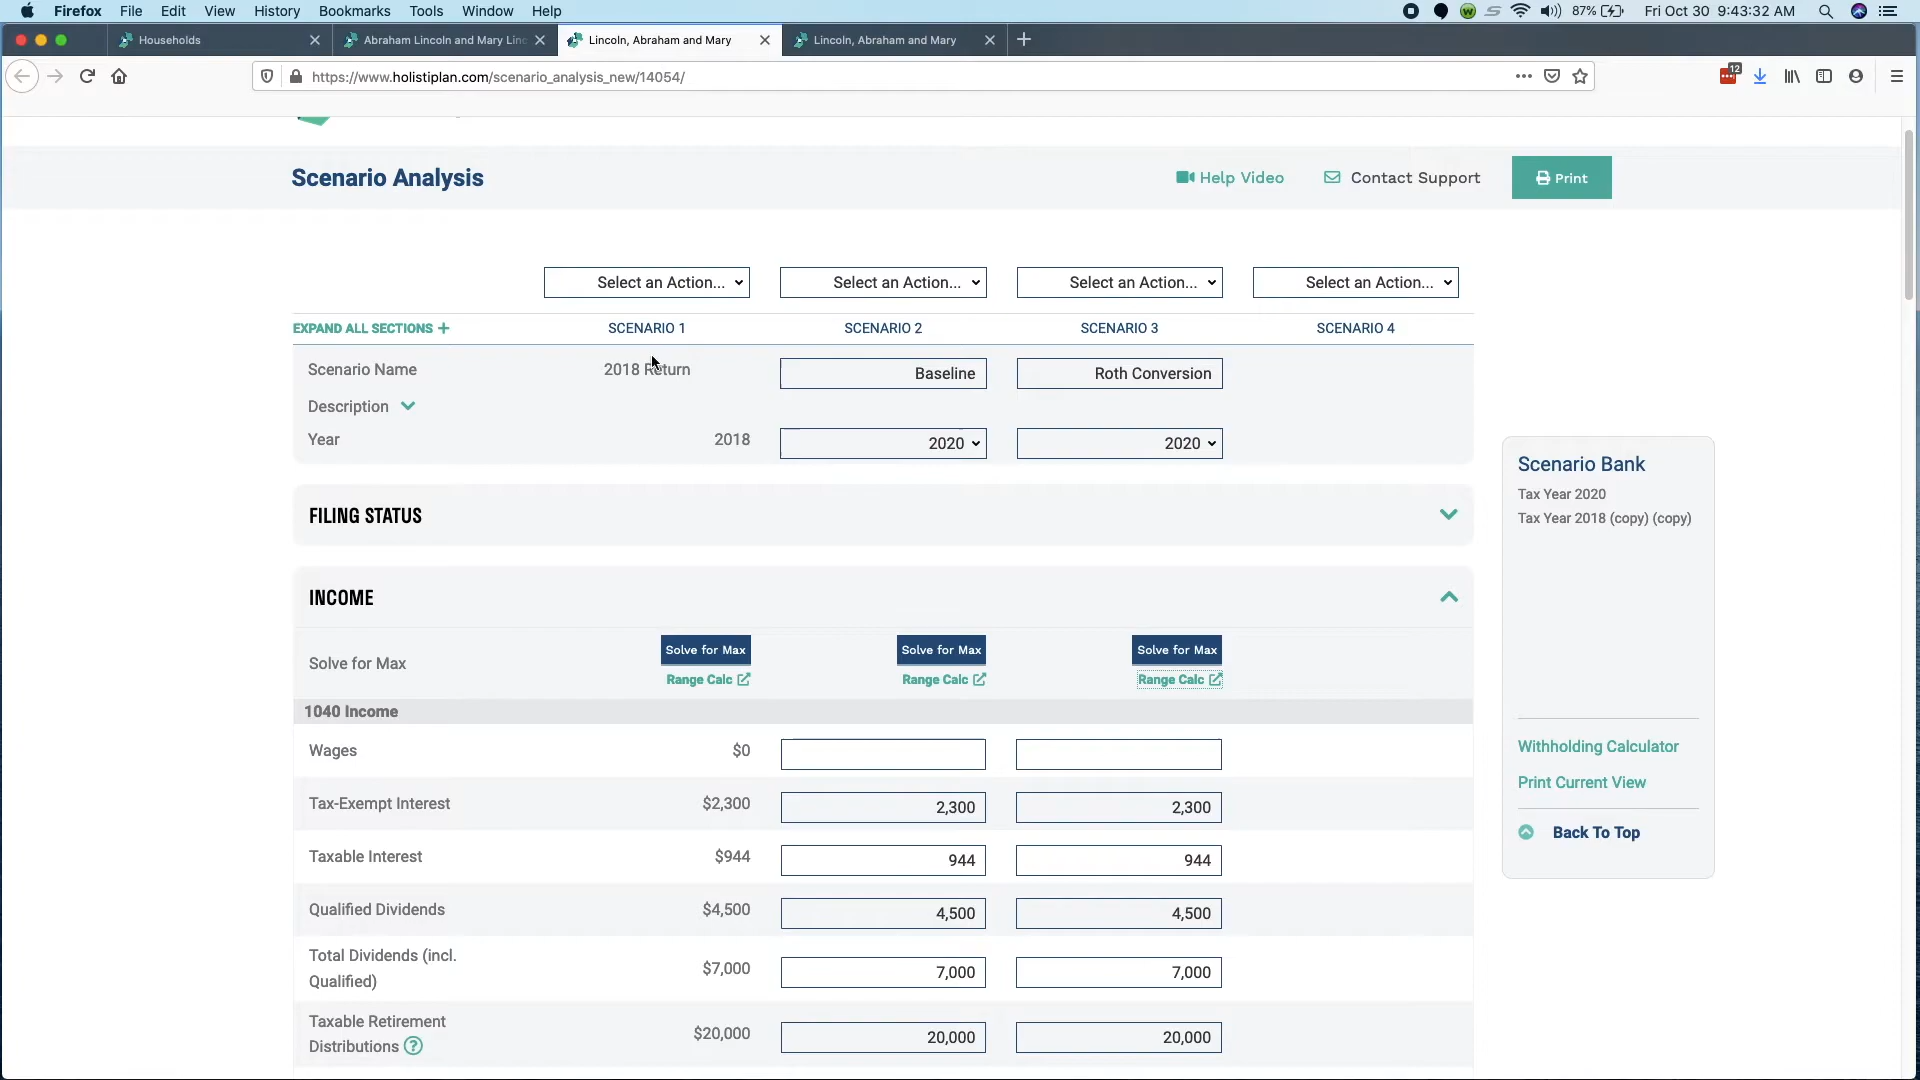 Firefox File Edit View History Bookmarks Tools Window Help 87% Fri Oct 30 9:43:32 AM
Households Abraham Lincoln and Mary Linc Lincoln, Abraham and Mary Lincoln, Abraham and Mary
https://www.holistiplan.com/scenario_analysis_new/14054/ 12
Scenario Analysis Help Video Contact Support Print
Select an Action... Select an Action... Select an Action... Select an Action...
EXPAND ALL SECTIONS + SCENARIO 1 SCENARIO 2 SCENARIO 3 SCENARIO 4
Scenario Name 2018 Return Baseline Roth Conversion
Description
Year 2018 2020 2020
Scenario Bank
Tax Year 2020
Tax Year 2018 (copy) (copy)
FILING STATUS
INCOME
Solve for Max Solve for Max Solve for Max Solve for Max
Range Calc Range Calc Range Calc
1040 Income
Wages $0
Tax-Exempt Interest $2,300 2,300 2,300
Taxable Interest $944 944 944
Qualified Dividends $4,500 4,500 4,500
Total Dividends (incl.
Qualified) $7,000 7,000 7,000
Taxable Retirement
Distributions ? $20,000 20,000 20,000
Withholding Calculator
Print Current View
Back To Top